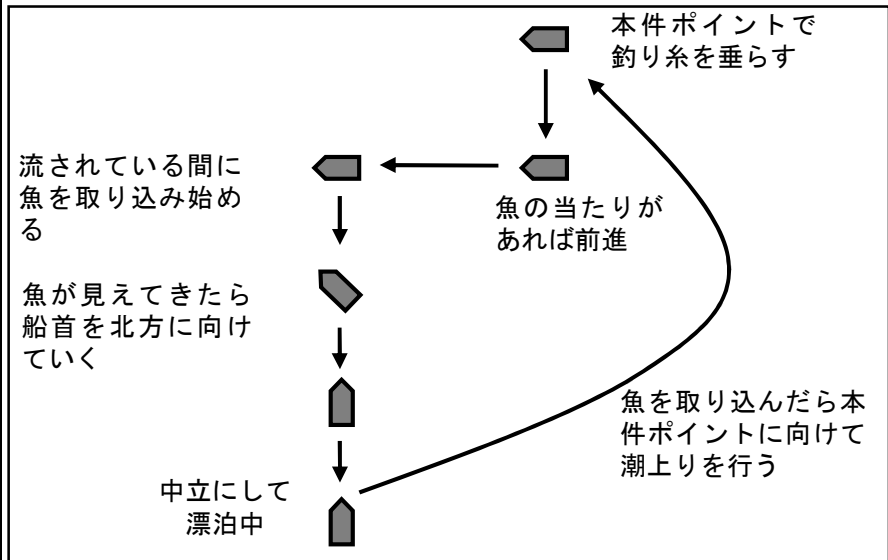 本件ポイントで
釣り糸を垂らす
魚の当たりが
あれば前進
流されている間に
魚を取り込み始め
る
魚が見えてきたら
船首を北方に向け
ていく
中立にして
漂泊中
魚を取り込んだら本
件ポイントに向けて
潮上りを行う